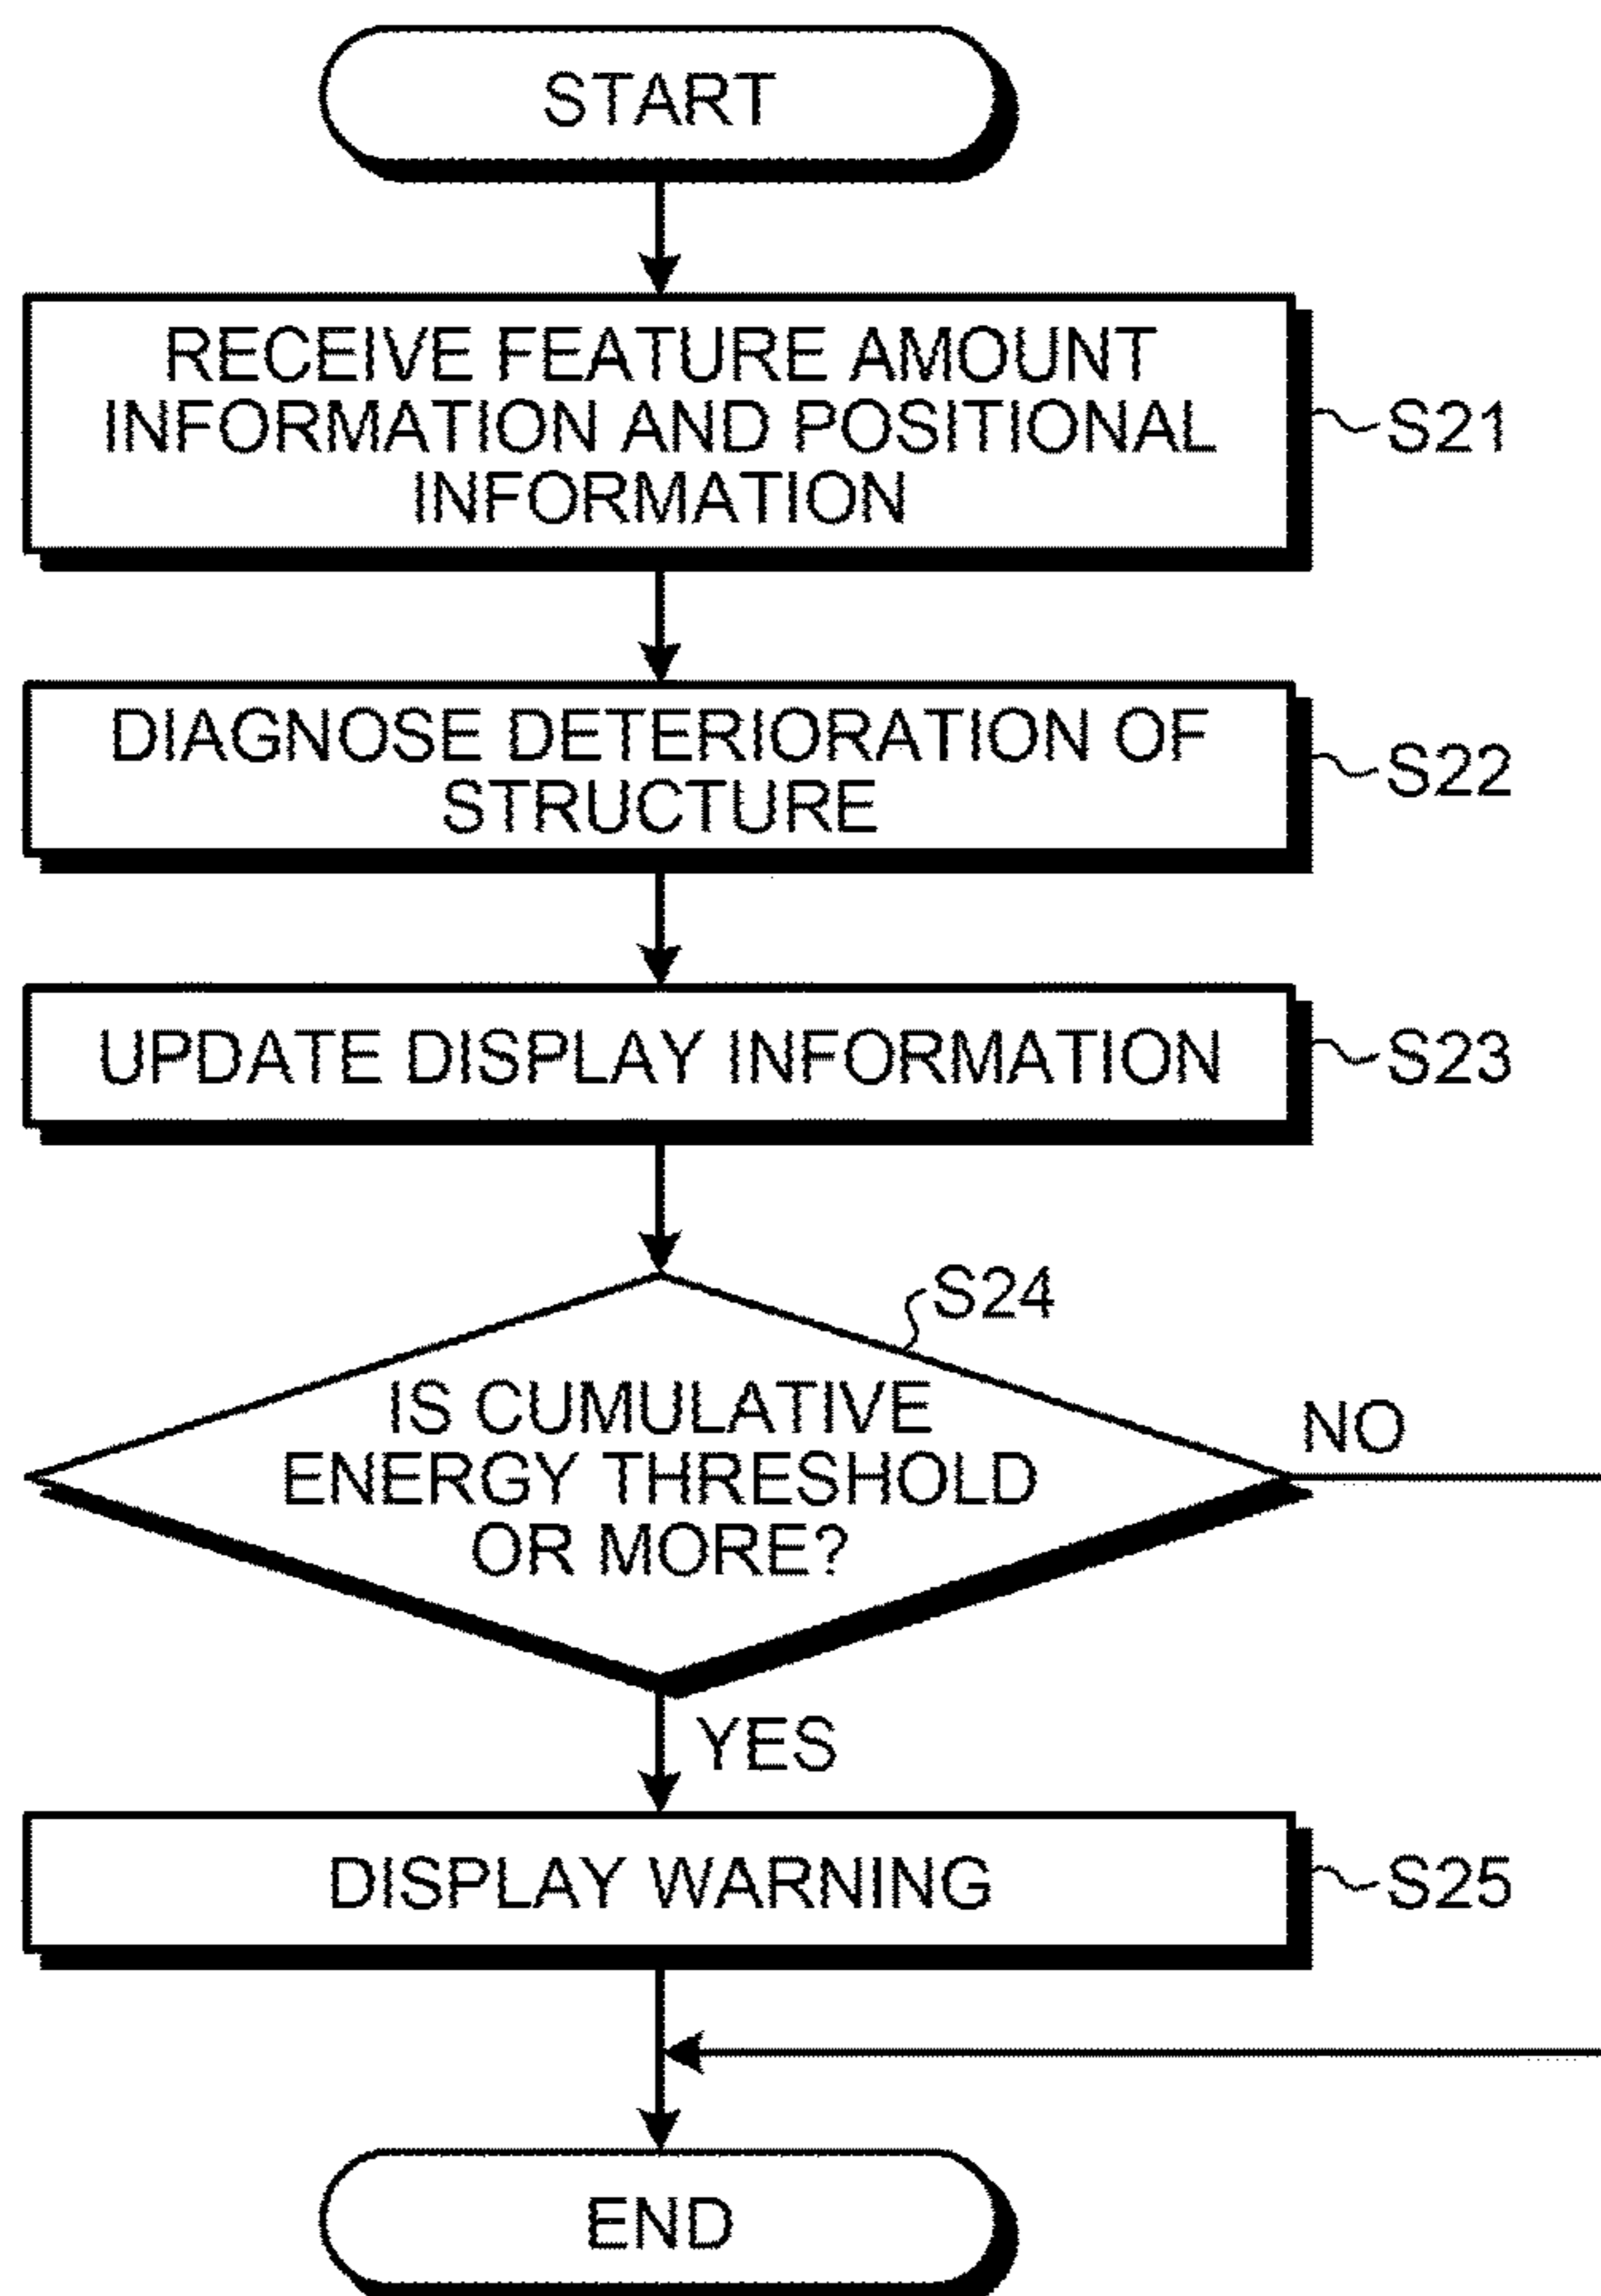 START
RECEIVE FEATURE AMOUNT
INFORMATION AND POSITIONAL
INFORMATION
S21
DIAGNOSE DETERIORATION OF
STRUCTURE
S22
UPDATE DISPLAY INFORMATION
S23
S24
IS CUMULATIVE
ENERGY THRESHOLD
OR MORE?
NO
YES
DISPLAY WARNING
S25
END